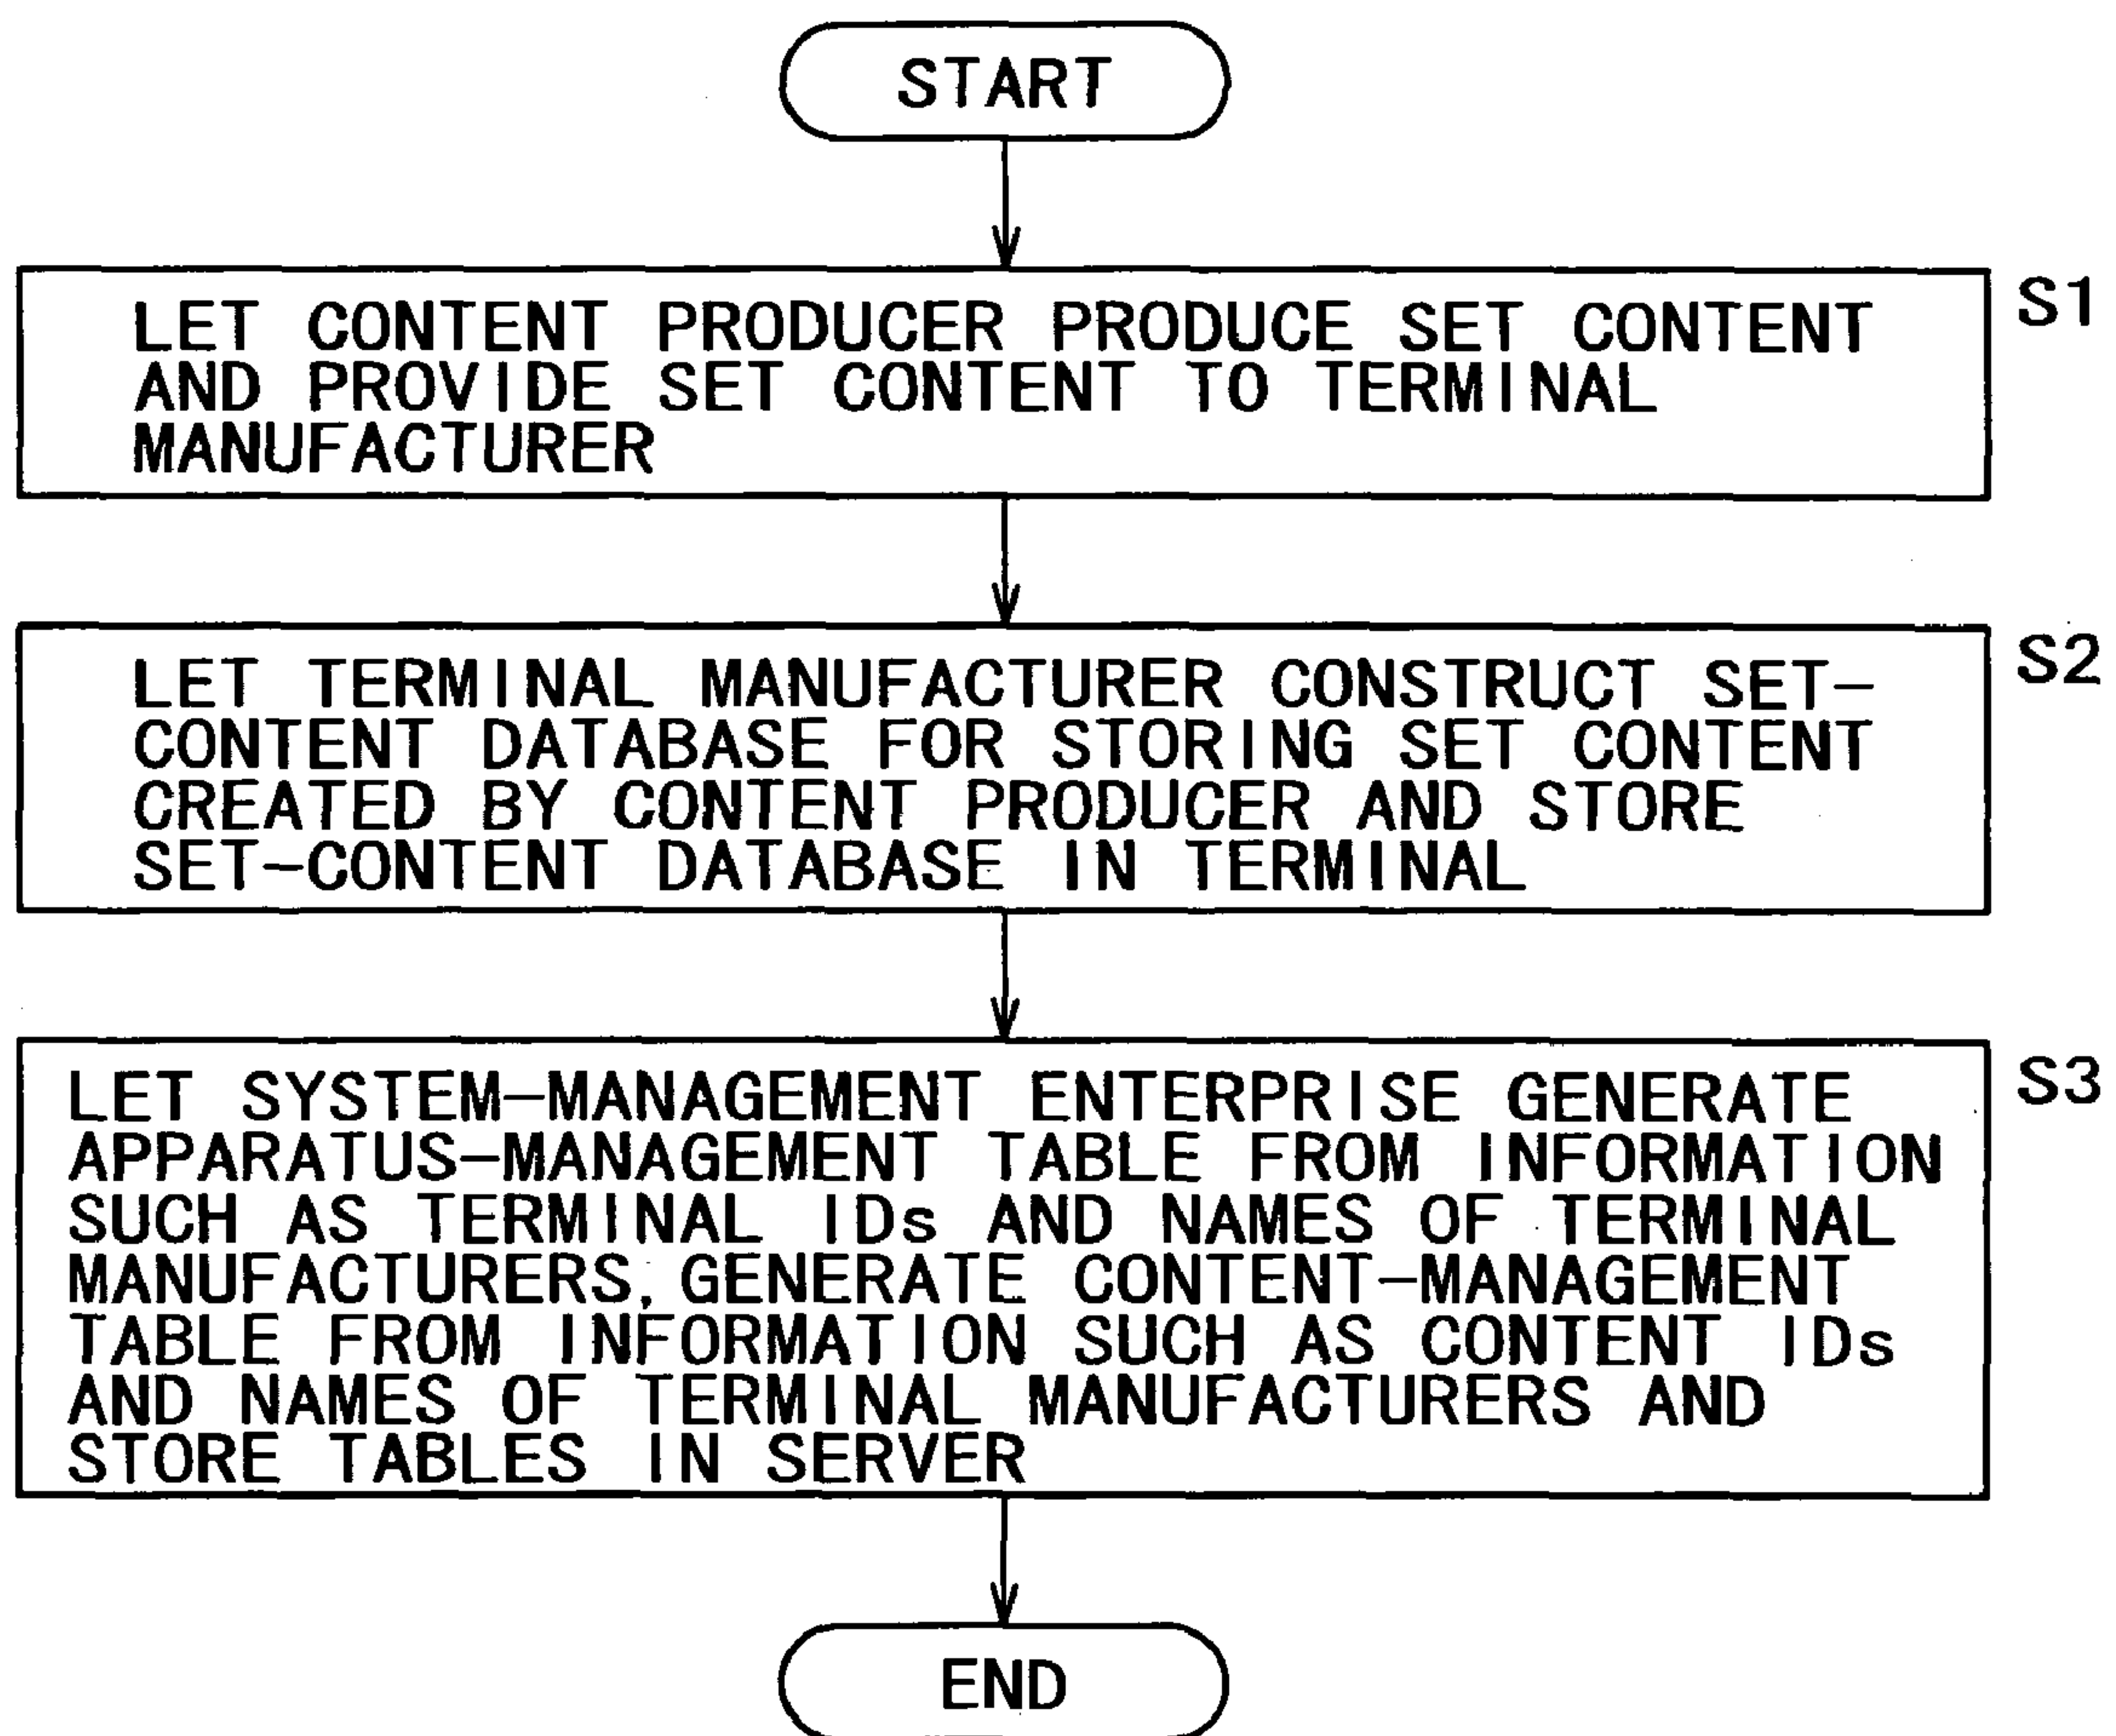 START
S1
LET CONTENT PRODUCER PRODUCE SET CONTENT
AND PROVIDE SET CONTENT TO TERMINAL
MANUFACTURER
S2
LET TERMINAL MANUFACTURER CONSTRUCT SET-
CONTENT DATABASE FOR STORING SET CONTENT
CREATED BY CONTENT PRODUCER AND STORE
SET-CONTENT DATABASE IN TERMINAL
S3
LET SYSTEM-MANAGEMENT ENTERPRISE GENERATE
APPARATUS-MANAGEMENT TABLE FROM INFORMATION
SUCH AS TERMINAL IDs AND NAMES OF TERMINAL
MANUFACTURERS, GENERATE CONTENT-MANAGEMENT
TABLE FROM INFORMATION SUCH AS CONTENT IDs
AND NAMES OF TERMINAL MANUFACTURERS AND
STORE TABLES IN SERVER
END